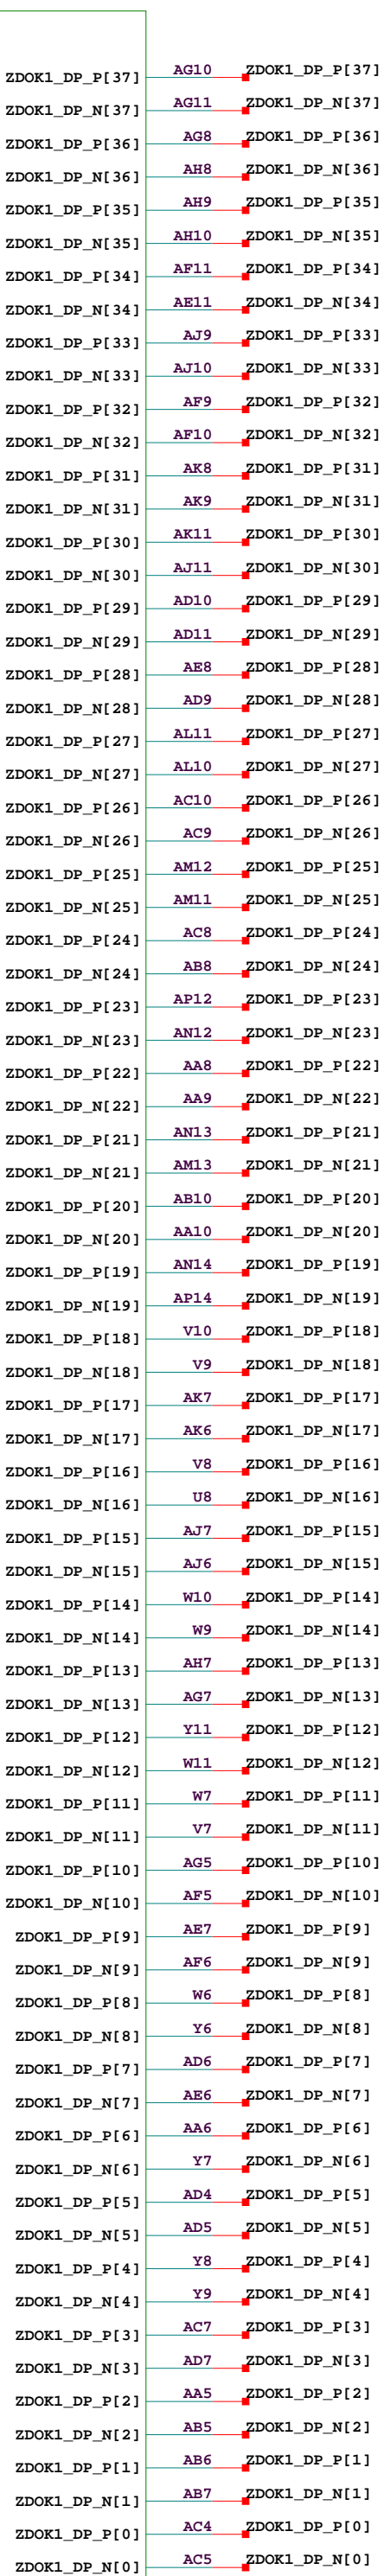 ZDOK1_DP_P[37] AG10 ZDOK1_DP_P[37]
ZDOK1_DP_N[37] AG11 ZDOK1_DP_N[37]
ZDOK1_DP_P[36] AG8 ZDOK1_DP_P[36]
ZDOK1_DP_N[36] AH8 ZDOK1_DP_N[36]
ZDOK1_DP_P[35] AH9 ZDOK1_DP_P[35]
ZDOK1_DP_N[35] AH10 ZDOK1_DP_N[35]
ZDOK1_DP_P[34] AF11 ZDOK1_DP_P[34]
ZDOK1_DP_N[34] AE11 ZDOK1_DP_N[34]
ZDOK1_DP_P[33] AJ9 ZDOK1_DP_P[33]
ZDOK1_DP_N[33] AJ10 ZDOK1_DP_N[33]
ZDOK1_DP_P[32] AF9 ZDOK1_DP_P[32]
ZDOK1_DP_N[32] AF10 ZDOK1_DP_N[32]
ZDOK1_DP_P[31] AK8 ZDOK1_DP_P[31]
ZDOK1_DP_N[31] AK9 ZDOK1_DP_N[31]
ZDOK1_DP_P[30] AK11 ZDOK1_DP_P[30]
ZDOK1_DP_N[30] AJ11 ZDOK1_DP_N[30]
ZDOK1_DP_P[29] AD10 ZDOK1_DP_P[29]
ZDOK1_DP_N[29] AD11 ZDOK1_DP_N[29]
ZDOK1_DP_P[28] AE8 ZDOK1_DP_P[28]
ZDOK1_DP_N[28] AD9 ZDOK1_DP_N[28]
ZDOK1_DP_P[27] AL11 ZDOK1_DP_P[27]
ZDOK1_DP_N[27] AL10 ZDOK1_DP_N[27]
ZDOK1_DP_P[26] AC10 ZDOK1_DP_P[26]
ZDOK1_DP_N[26] AC9 ZDOK1_DP_N[26]
ZDOK1_DP_P[25] AM12 ZDOK1_DP_P[25]
ZDOK1_DP_N[25] AM11 ZDOK1_DP_N[25]
ZDOK1_DP_P[24] AC8 ZDOK1_DP_P[24]
ZDOK1_DP_N[24] AB8 ZDOK1_DP_N[24]
ZDOK1_DP_P[23] AP12 ZDOK1_DP_P[23]
ZDOK1_DP_N[23] AN12 ZDOK1_DP_N[23]
ZDOK1_DP_P[22] AA8 ZDOK1_DP_P[22]
ZDOK1_DP_N[22] AA9 ZDOK1_DP_N[22]
ZDOK1_DP_P[21] AN13 ZDOK1_DP_P[21]
ZDOK1_DP_N[21] AM13 ZDOK1_DP_N[21]
ZDOK1_DP_P[20] AB10 ZDOK1_DP_P[20]
ZDOK1_DP_N[20] AA10 ZDOK1_DP_N[20]
ZDOK1_DP_P[19] AN14 ZDOK1_DP_P[19]
ZDOK1_DP_N[19] AP14 ZDOK1_DP_N[19]
ZDOK1_DP_P[18] V10 ZDOK1_DP_P[18]
ZDOK1_DP_N[18] V9 ZDOK1_DP_N[18]
ZDOK1_DP_P[17] AK7 ZDOK1_DP_P[17]
ZDOK1_DP_N[17] AK6 ZDOK1_DP_N[17]
ZDOK1_DP_P[16] V8 ZDOK1_DP_P[16]
ZDOK1_DP_N[16] U8 ZDOK1_DP_N[16]
ZDOK1_DP_P[15] AJ7 ZDOK1_DP_P[15]
ZDOK1_DP_N[15] AJ6 ZDOK1_DP_N[15]
ZDOK1_DP_P[14] W10 ZDOK1_DP_P[14]
ZDOK1_DP_N[14] W9 ZDOK1_DP_N[14]
ZDOK1_DP_P[13] AH7 ZDOK1_DP_P[13]
ZDOK1_DP_N[13] AG7 ZDOK1_DP_N[13]
ZDOK1_DP_P[12] Y11 ZDOK1_DP_P[12]
ZDOK1_DP_N[12] W11 ZDOK1_DP_N[12]
ZDOK1_DP_P[11] W7 ZDOK1_DP_P[11]
ZDOK1_DP_N[11] V7 ZDOK1_DP_N[11]
ZDOK1_DP_P[10] AG5 ZDOK1_DP_P[10]
ZDOK1_DP_N[10] AF5 ZDOK1_DP_N[10]
ZDOK1_DP_P[9] AE7 ZDOK1_DP_P[9]
ZDOK1_DP_N[9] AF6 ZDOK1_DP_N[9]
ZDOK1_DP_P[8] W6 ZDOK1_DP_P[8]
ZDOK1_DP_N[8] Y6 ZDOK1_DP_N[8]
ZDOK1_DP_P[7] AD6 ZDOK1_DP_P[7]
ZDOK1_DP_N[7] AE6 ZDOK1_DP_N[7]
ZDOK1_DP_P[6] AA6 ZDOK1_DP_P[6]
ZDOK1_DP_N[6] Y7 ZDOK1_DP_N[6]
ZDOK1_DP_P[5] AD4 ZDOK1_DP_P[5]
ZDOK1_DP_N[5] AD5 ZDOK1_DP_N[5]
ZDOK1_DP_P[4] Y8 ZDOK1_DP_P[4]
ZDOK1_DP_N[4] Y9 ZDOK1_DP_N[4]
ZDOK1_DP_P[3] AC7 ZDOK1_DP_P[3]
ZDOK1_DP_N[3] AD7 ZDOK1_DP_N[3]
ZDOK1_DP_P[2] AA5 ZDOK1_DP_P[2]
ZDOK1_DP_N[2] AB5 ZDOK1_DP_N[2]
ZDOK1_DP_P[1] AB6 ZDOK1_DP_P[1]
ZDOK1_DP_N[1] AB7 ZDOK1_DP_N[1]
ZDOK1_DP_P[0] AC4 ZDOK1_DP_P[0]
ZDOK1_DP_N[0] AC5 ZDOK1_DP_N[0]